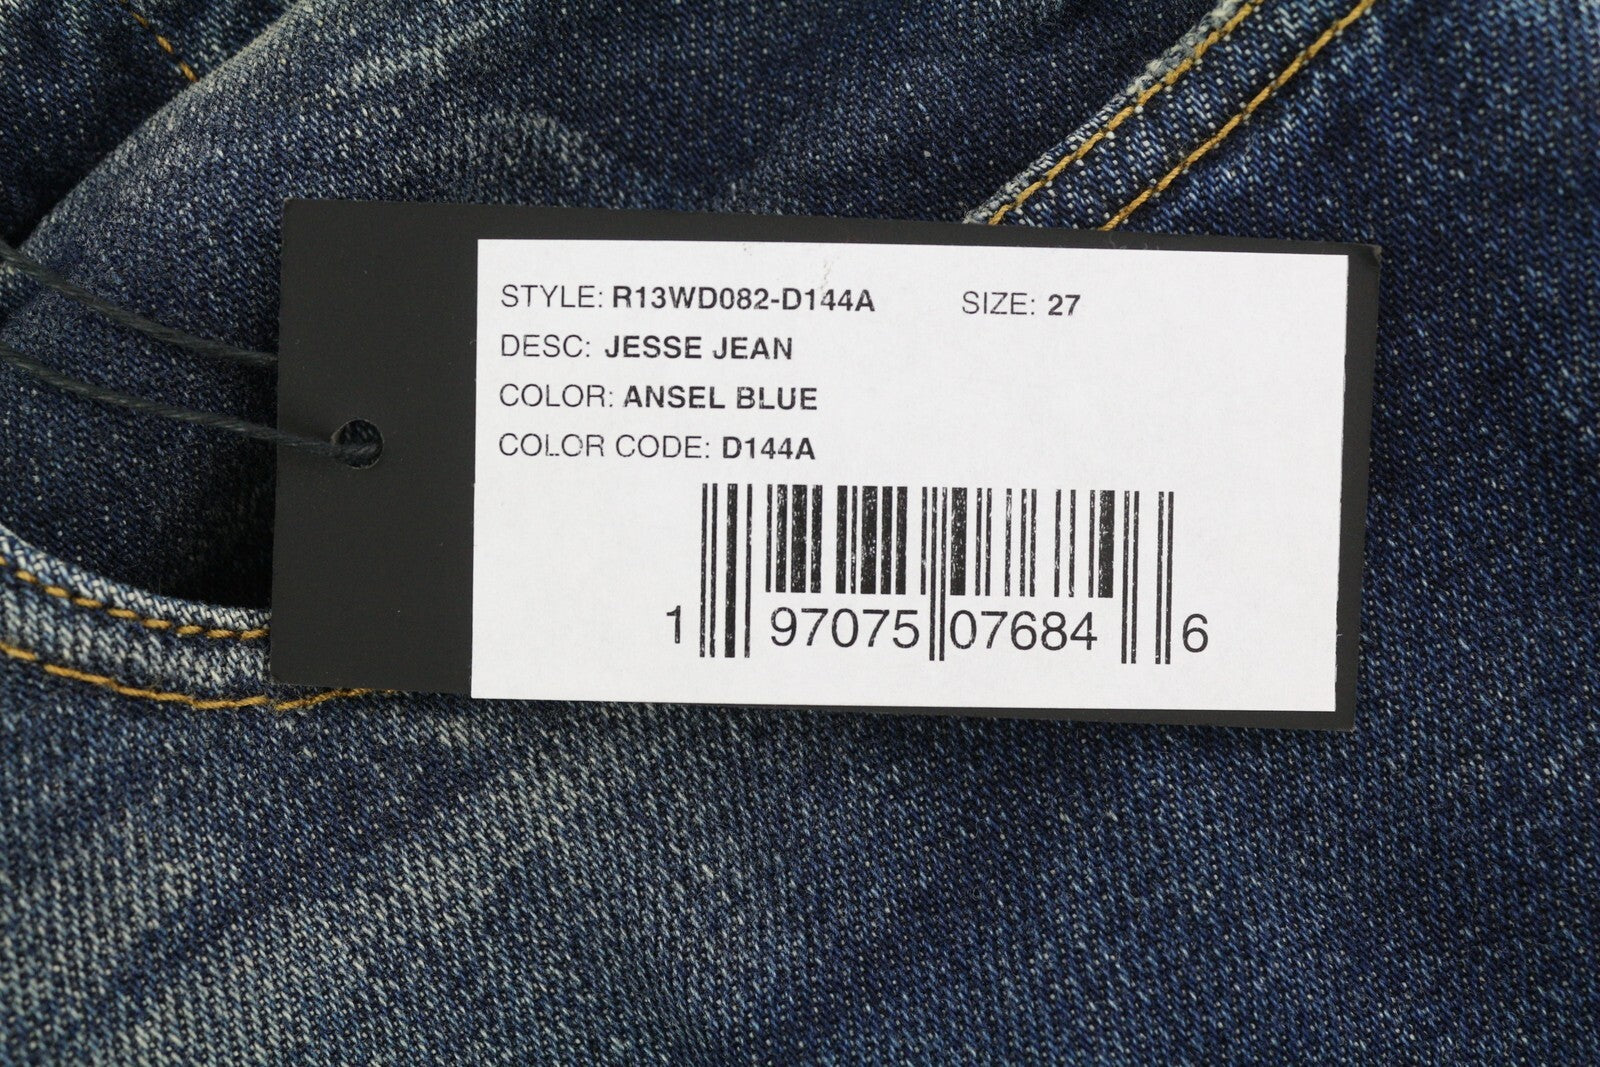 STYLE: R13WD082-D144A SIZE: 27
DESC: JESSE JEAN
COLOR: ANSEL BLUE
COLOR CODE: D144A
1 97075 07684 6